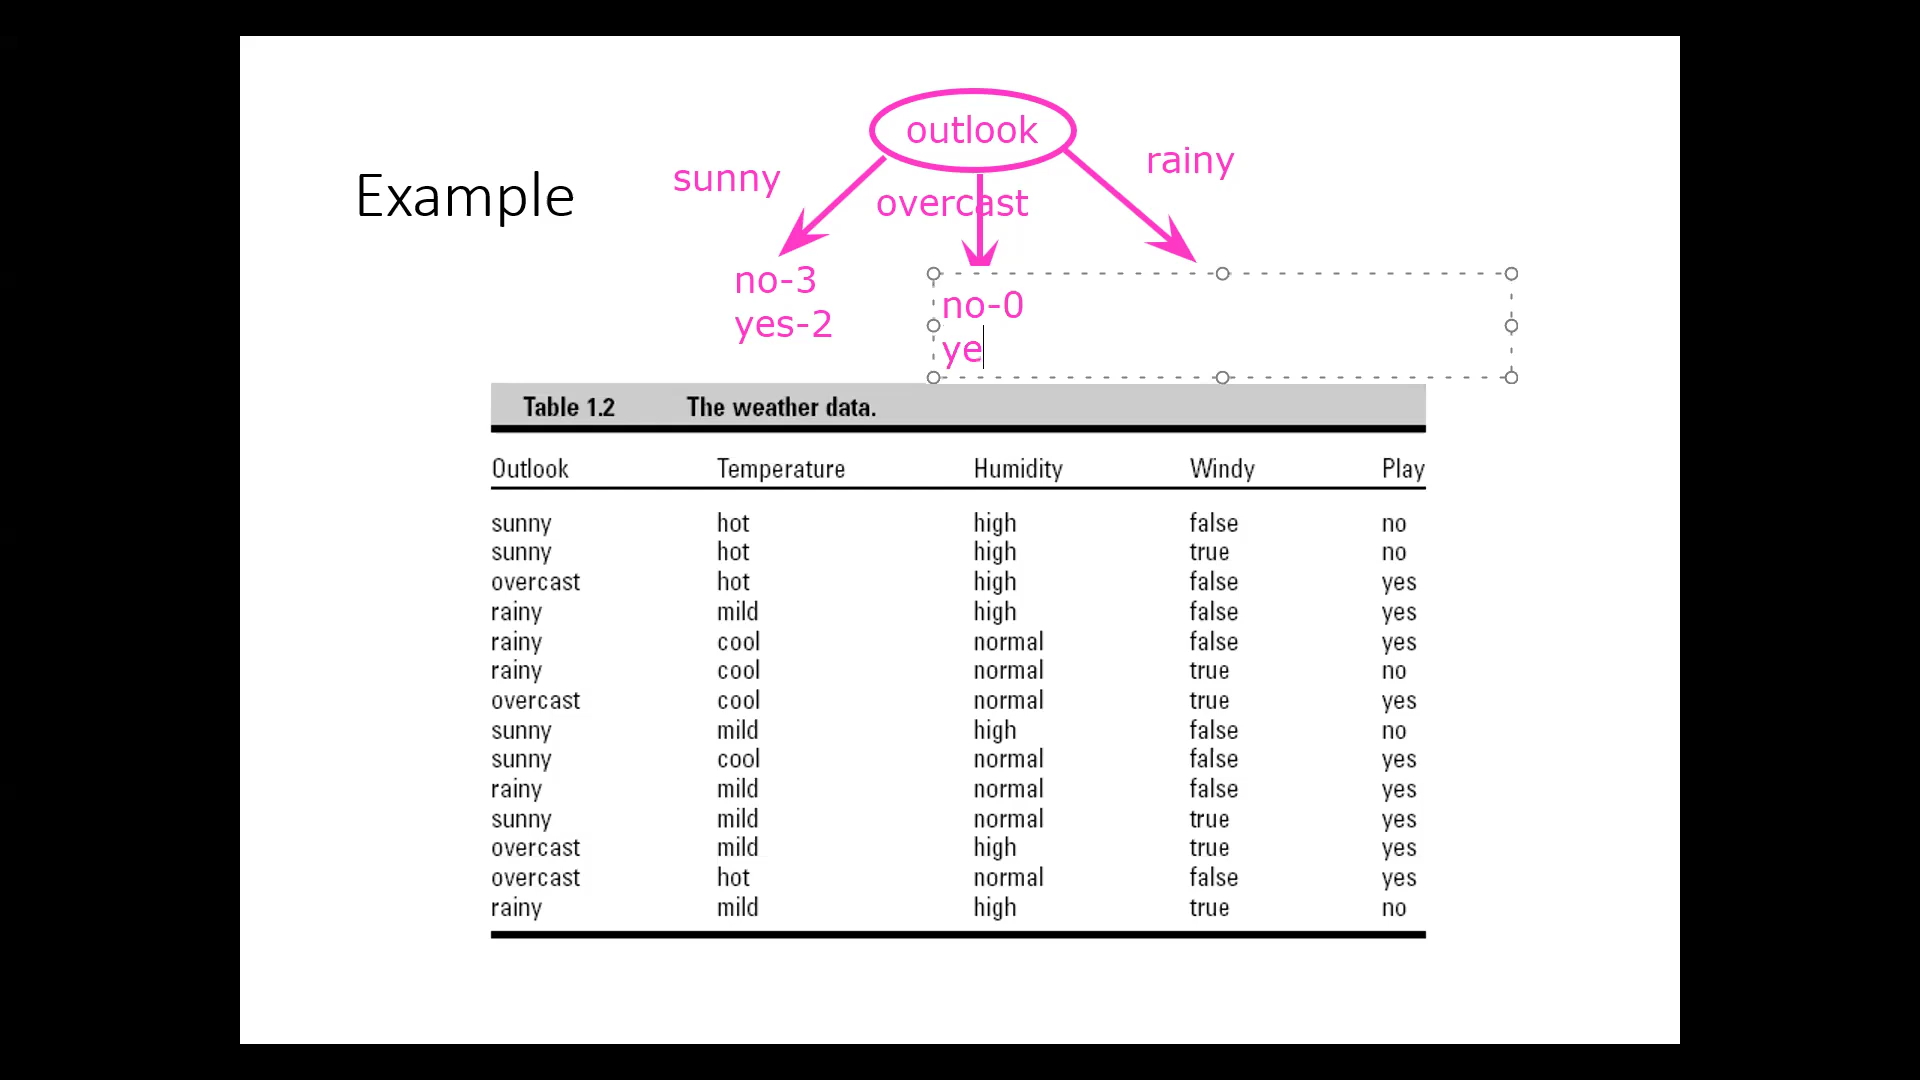 outlook
rainy
sunny
overcast
Example
no-3
yes-2
no-0
ye
Table 1.2 The weather data.
Outlook Temperature Humidity Windy Play
sunny hot high false no
sunny hot high true no
overcast hot high false yes
rainy mild high false yes
rainy cool normal false yes
rainy cool normal true no
overcast cool normal true yes
sunny mild high false no
sunny cool normal false yes
rainy mild normal false yes
sunny mild normal true yes
overcast mild high true yes
overcast hot normal false yes
rainy mild high true no